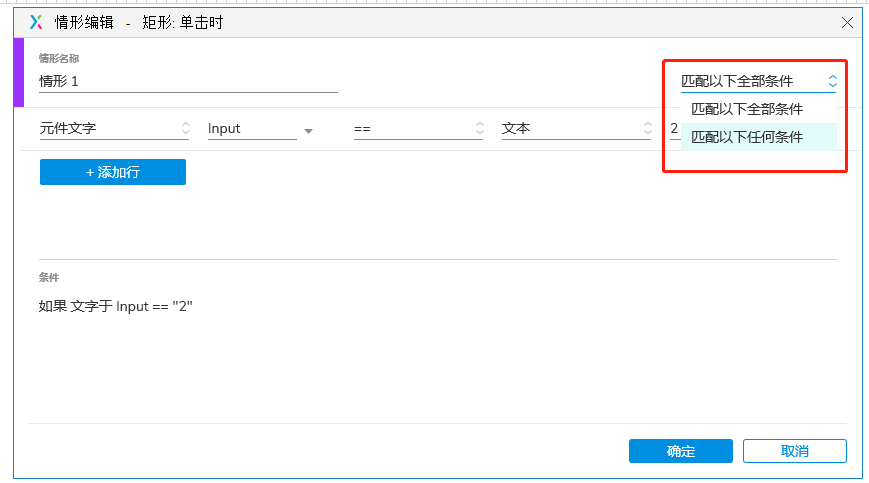 情形编辑 - 矩形: 单击时
情形名称
情形 1
匹配以下全部条件
匹配以下全部条件
匹配以下任何条件
元件文字 Input == 文本 2
+ 添加行
条件
如果 文字于 Input == "2"
确定 取消